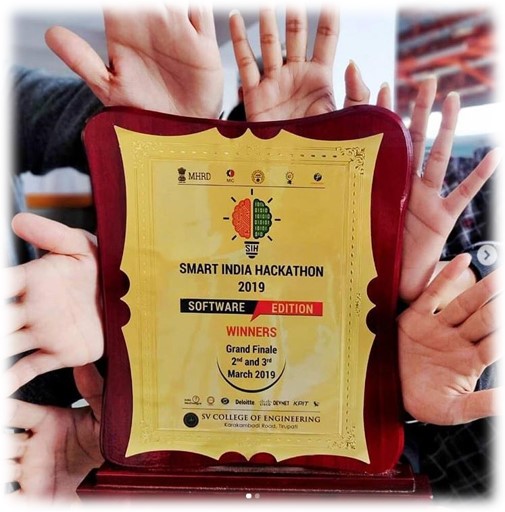 MHRD
SIH
SMART INDIA HACKATHON
2019
SOFTWARE EDITION
WINNERS
Grand Finale
2nd and 3rd
March 2019
Deloitte KPIT
SV COLLEGE OF ENGINEERING
Karakambadi Road, Tirupati